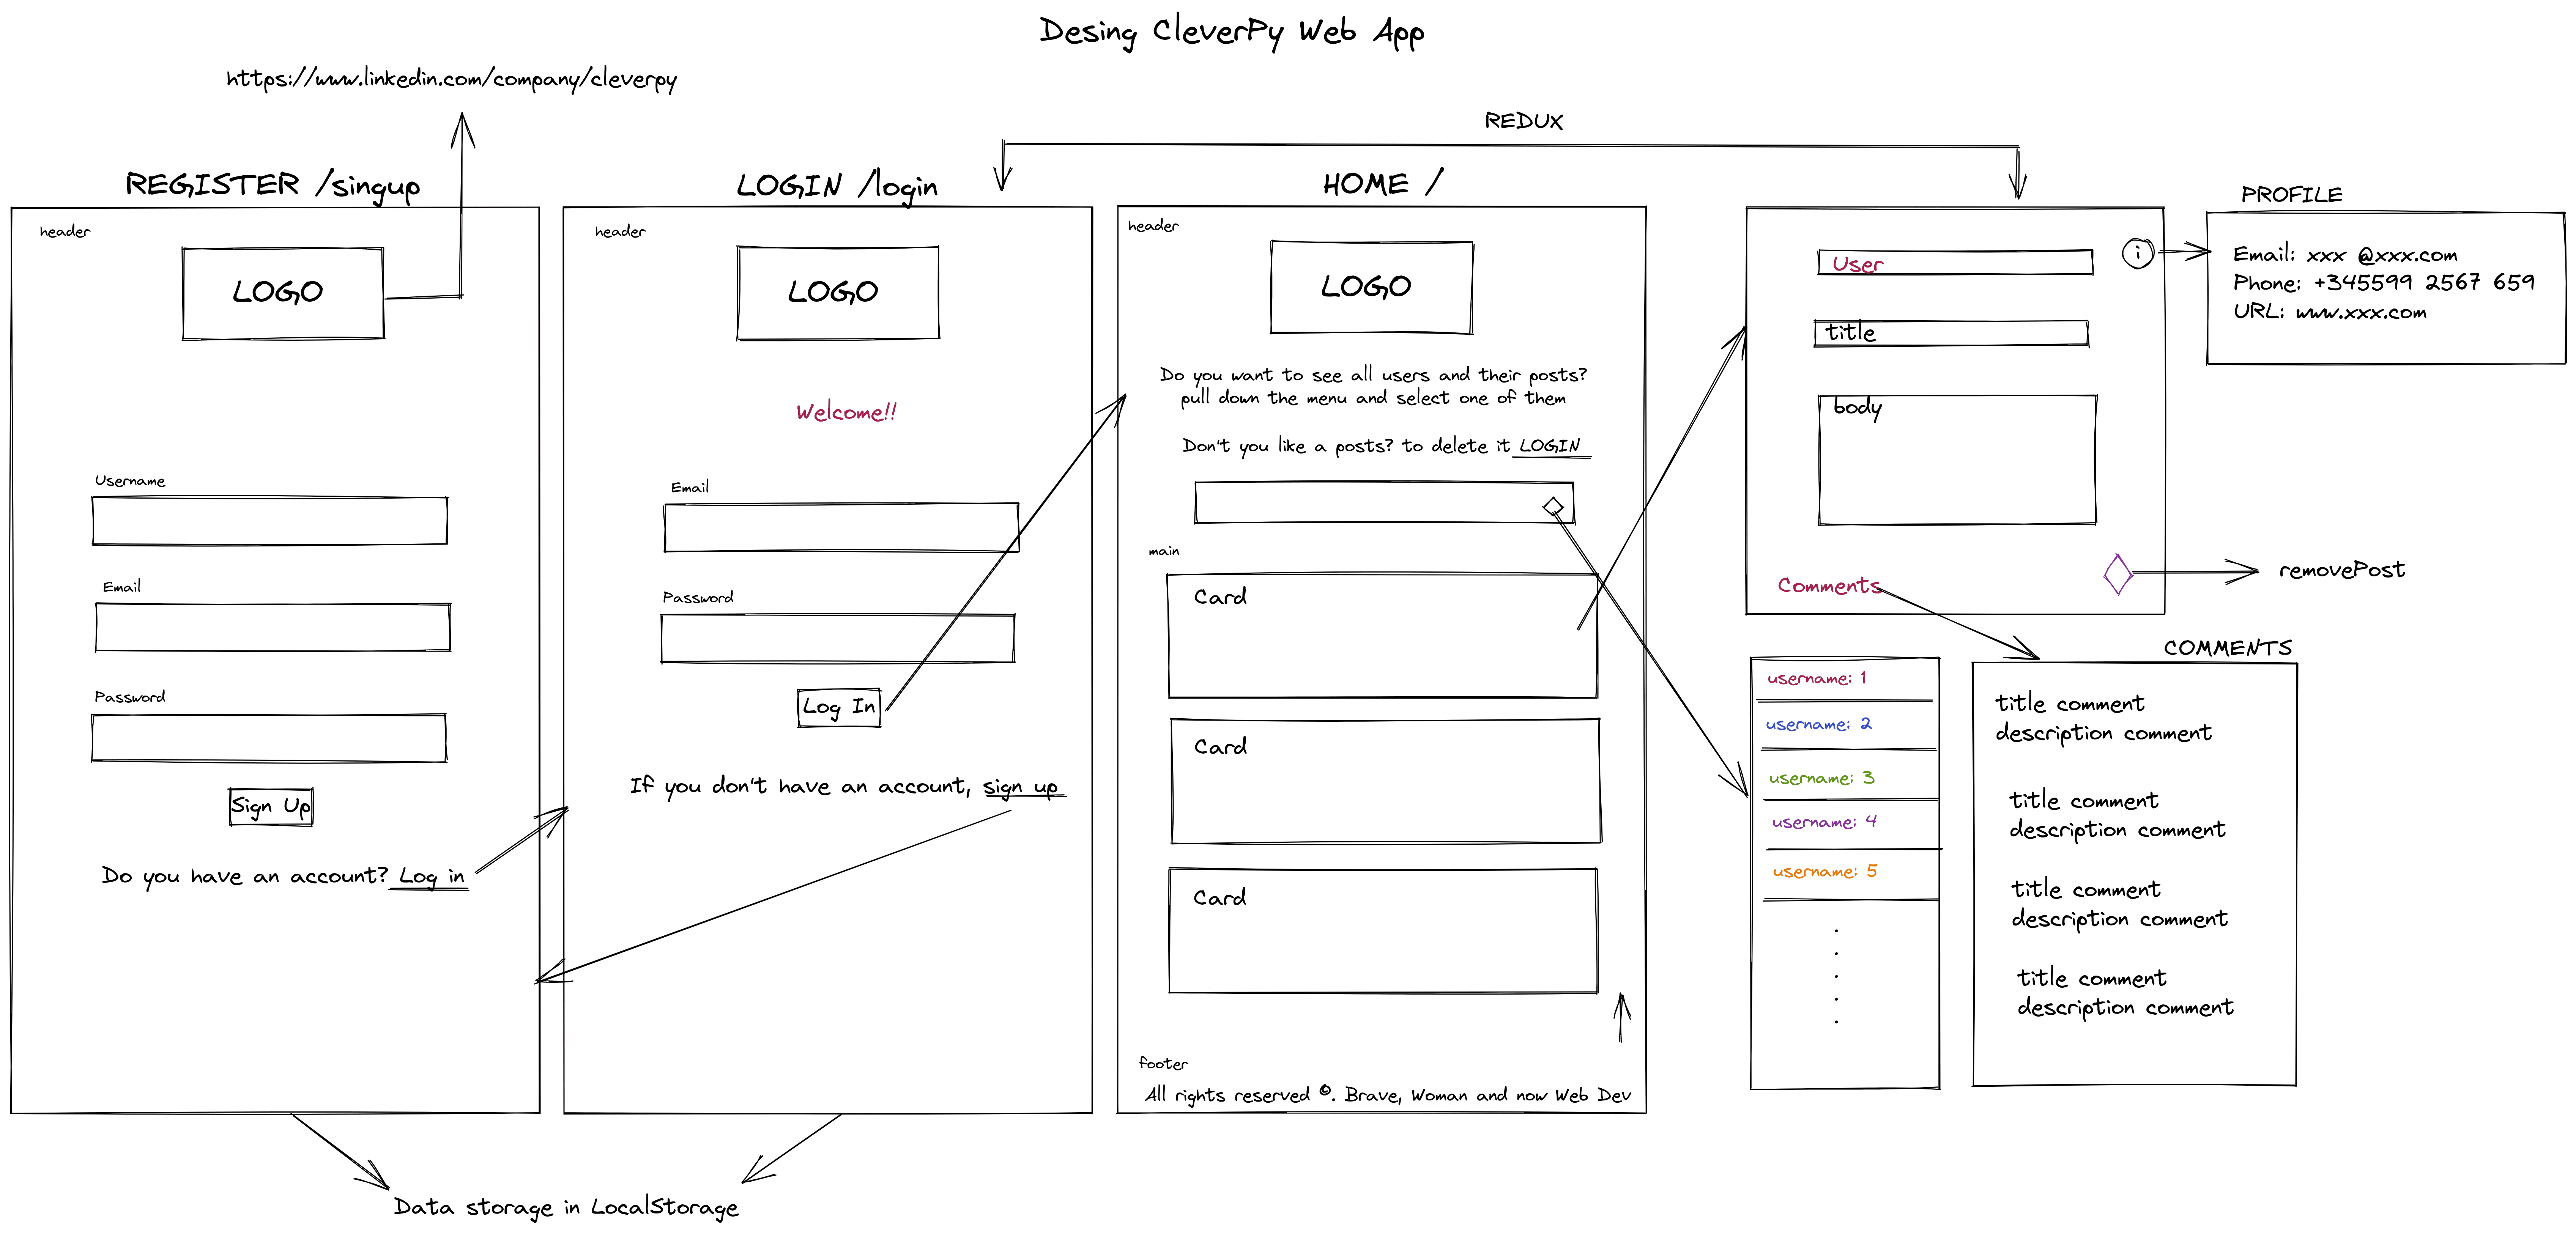 Desing CleverPy Web App
https://www.linkedin.com/company/cleverpy
REDUX
REGISTER /singup
header
LOGO
Username
Email
Password
Sign Up
Do you have an account? Log in
LOGIN /login
header
LOGO
Welcome!!
Email
Password
Log In
If you don't have an account, sign up
Data storage in LocalStorage
HOME /
header
LOGO
Do you want to see all users and their posts?
pull down the menu and select one of them
Don't you like a posts? to delete it LOGIN
main
Card
Card
Card
footer
All rights reserved ©. Brave, Woman and now Web Dev
User
i
title
body
Comments
removePost
PROFILE
Email: xxx @xxx.com
Phone: +345599 2567 659
URL: www.xxx.com
username: 1
username: 2
username: 3
username: 4
username: 5
.
.
.
.
.
COMMENTS
title comment
description comment
title comment
description comment
title comment
description comment
title comment
description comment